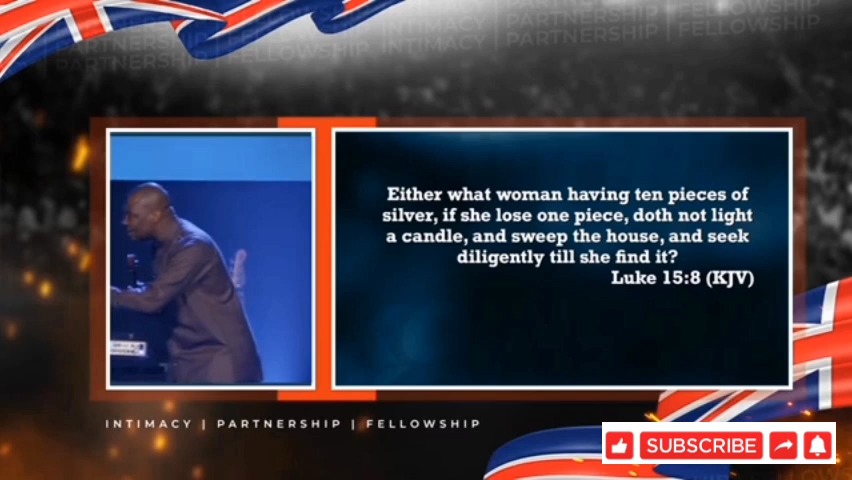 PARTNERSHIP
FELLOWSHIP
INTIMACY
PARTNERSHIP
FELLOWSHIP
Either what woman having ten pieces of
silver, if she lose one piece, doth not light
a candle, and sweep the house, and seek
diligently till she find it?
Luke 15:8 (KJV)
INTIMACY | PARTNERSHIP | FELLOWSHIP
SUBSCRIBE